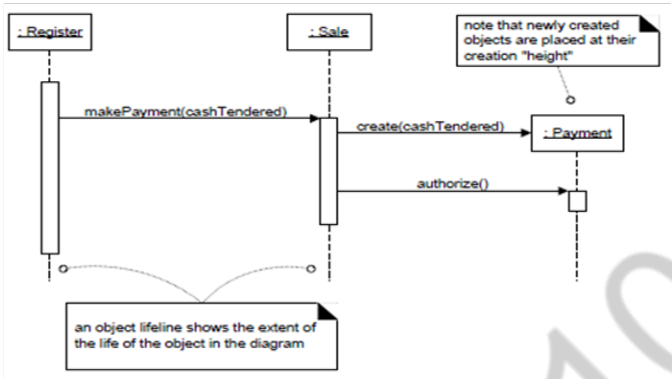 : Register
: Sale
note that newly created
objects are placed at their
creation "height"
makePayment(cashTendered)
create(cashTendered)
: Payment
authorize()
an object lifeline shows the extent of
the life of the object in the diagram
10